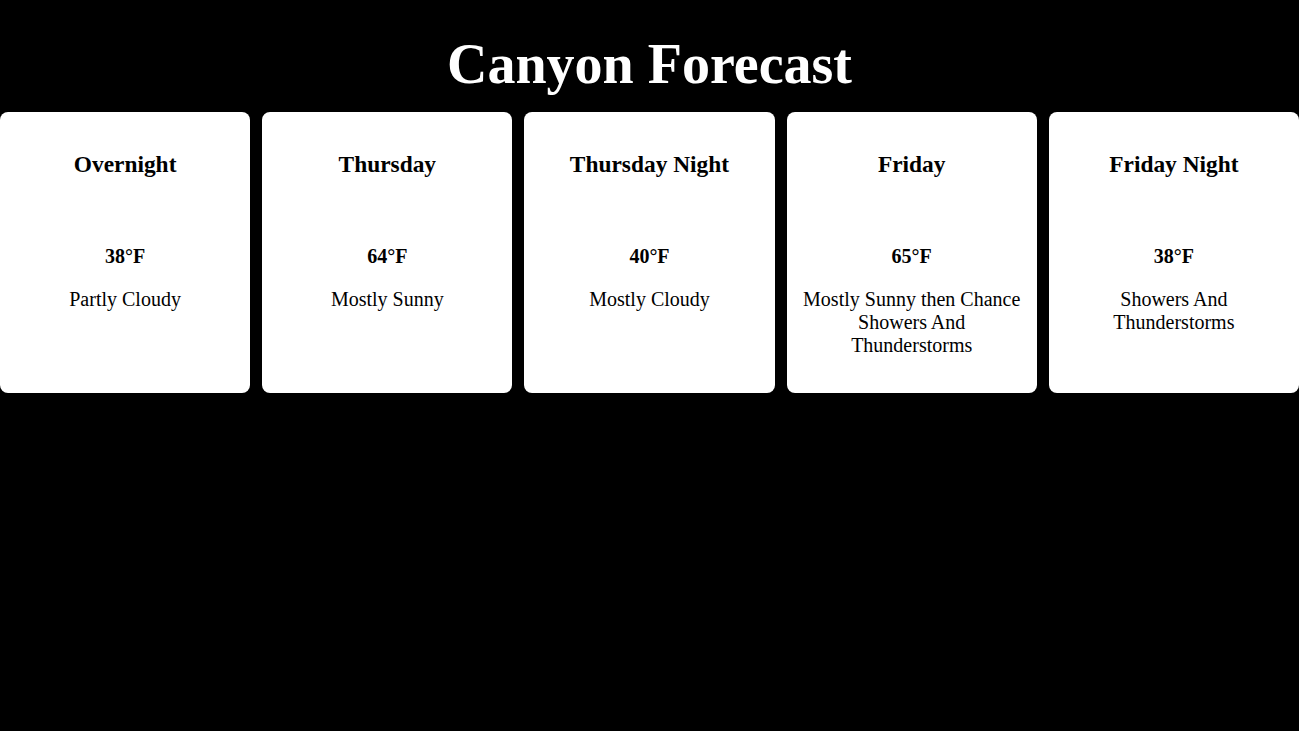 Canyon Forecast
Overnight
38°F
Partly Cloudy
Thursday
64°F
Mostly Sunny
Thursday Night
40°F
Mostly Cloudy
Friday
65°F
Mostly Sunny then Chance
Showers And
Thunderstorms
Friday Night
38°F
Showers And
Thunderstorms